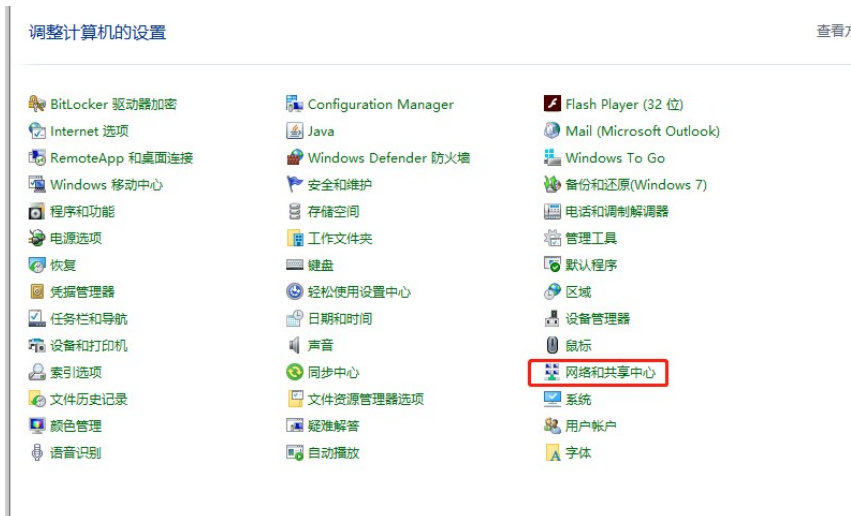 调整计算机的设置
查看
BitLocker 驱动器加密
Configuration Manager
Flash Player (32 位)
Internet 选项
Java
Mail (Microsoft Outlook)
RemoteApp 和桌面连接
Windows Defender 防火墙
Windows To Go
Windows 移动中心
安全和维护
备份和还原(Windows 7)
程序和功能
存储空间
电话和调制解调器
电源选项
工作文件夹
管理工具
恢复
键盘
默认程序
凭据管理器
轻松使用设置中心
区域
任务栏和导航
日期和时间
设备管理器
设备和打印机
声音
鼠标
索引选项
同步中心
网络和共享中心
文件历史记录
文件资源管理器选项
系统
颜色管理
疑难解答
用户帐户
语音识别
自动播放
字体